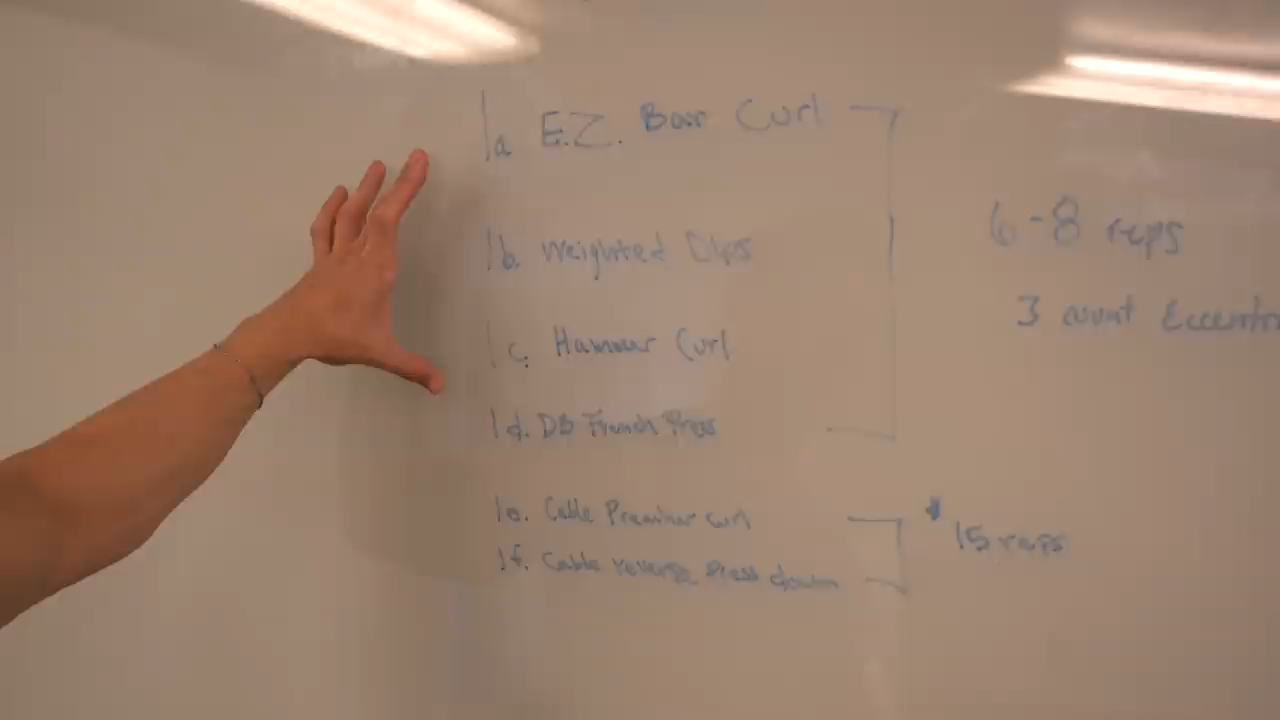 1a E.Z. Bar Curl
1b. Weighted Dips
1c. Hammer Curl
1d. DB French Press
1e. Cable Preacher Curl
1f. Cable reverse Press down
6-8 reps
3 count Eccentr
15 reps